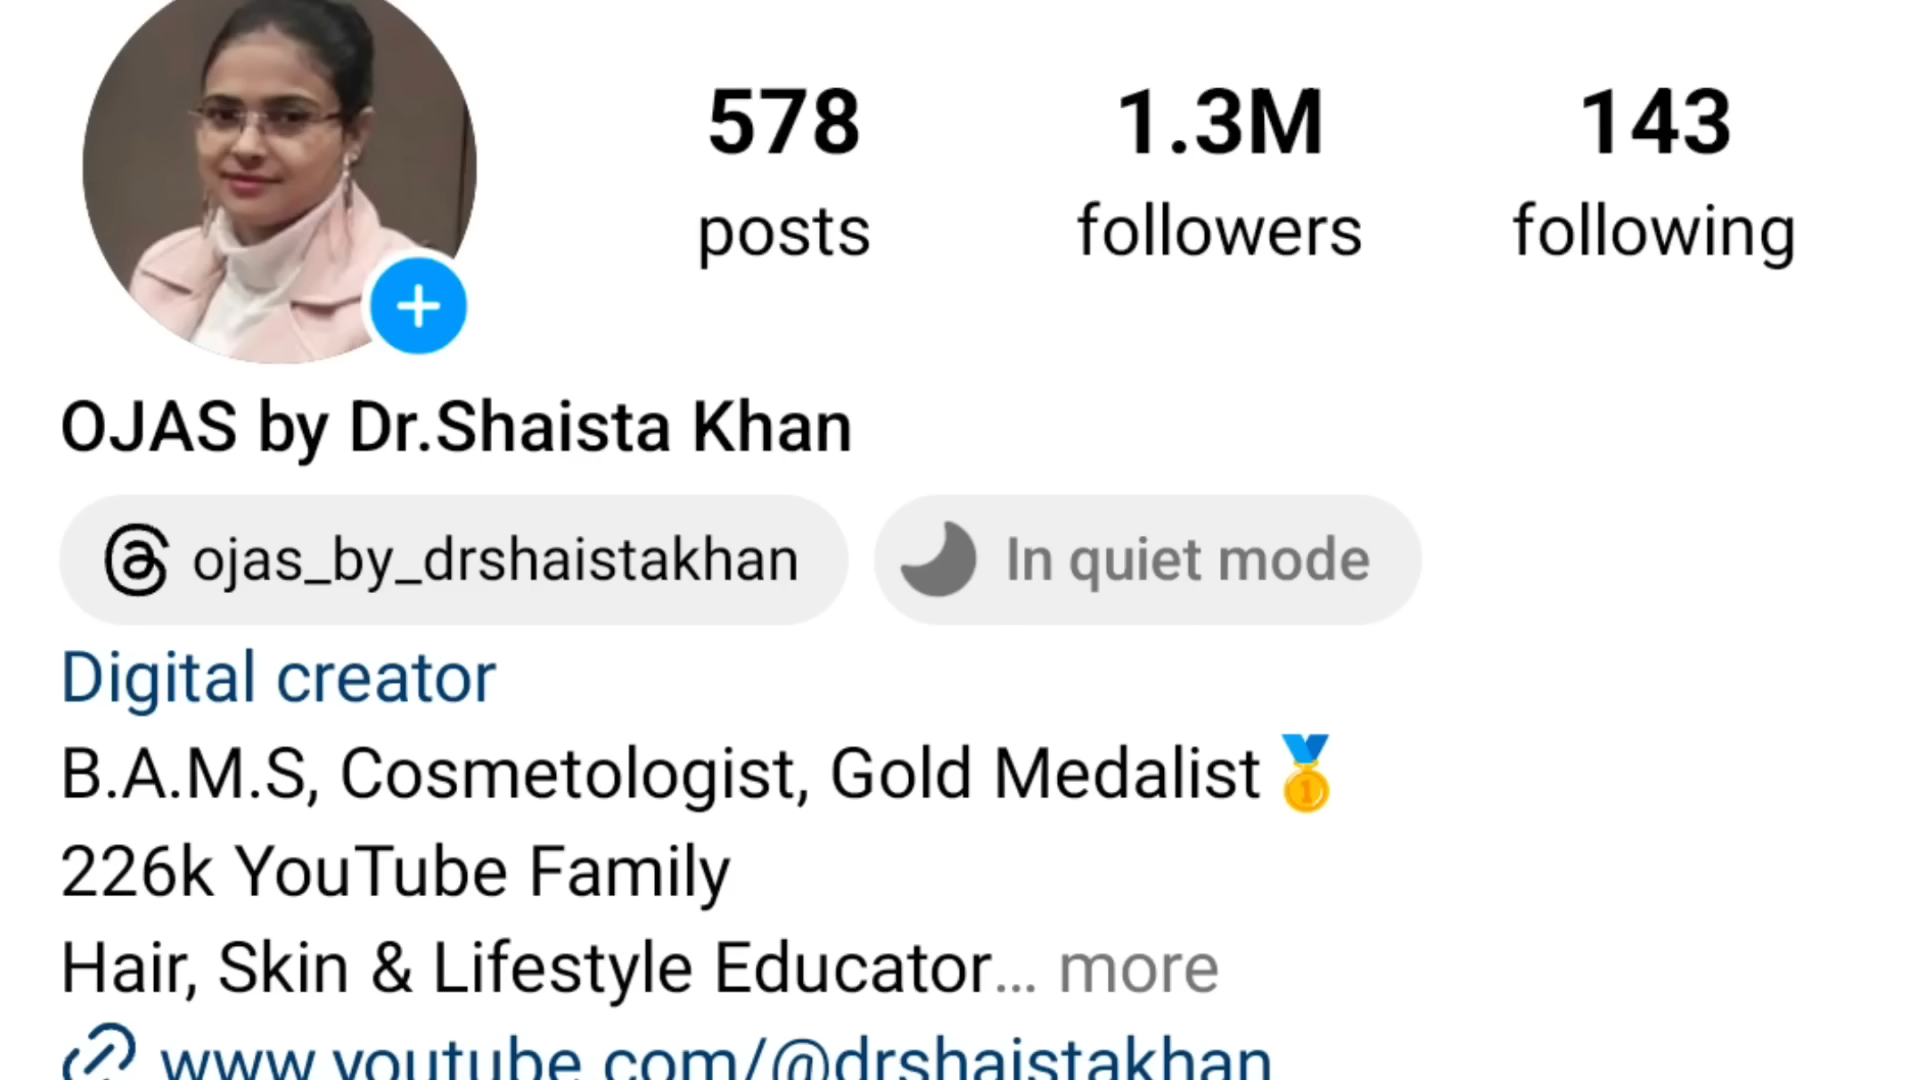 578 1.3M 143
posts followers following
OJAS by Dr.Shaista Khan
ojas_by_drshaistakhan In quiet mode
Digital creator
B.A.M.S, Cosmetologist, Gold Medalist🥇
226k YouTube Family
Hair, Skin & Lifestyle Educator... more
www.youtube.com/@drshaistakhan